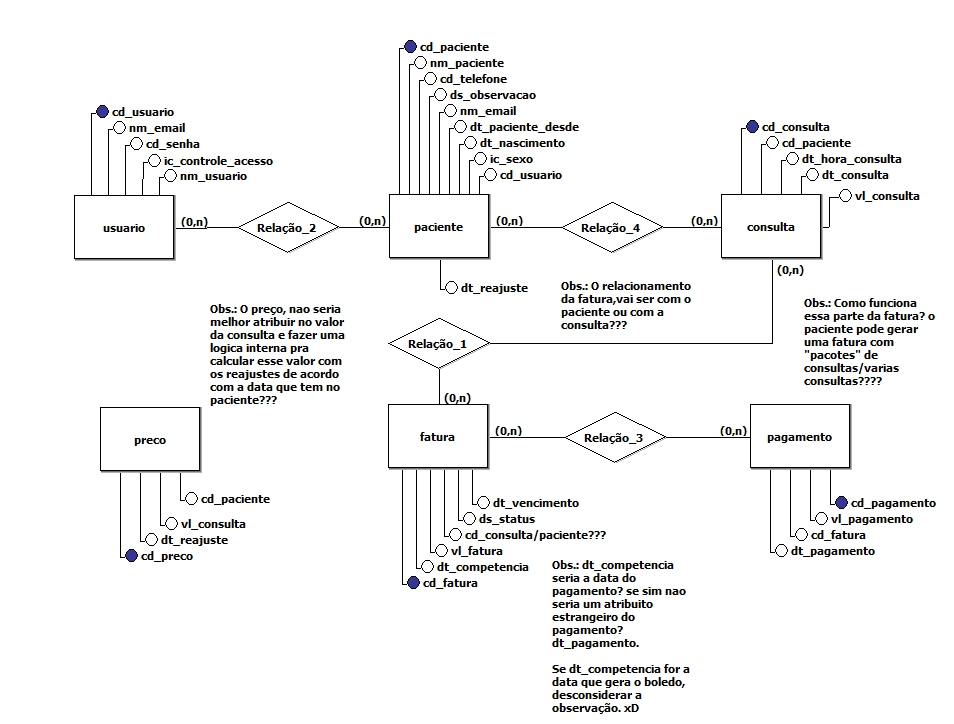 cd_paciente
nm_paciente
cd_telefone
ds_observacao
nm_email
dt_paciente_desde
dt_nascimento
ic_sexo
cd_usuario
cd_usuario
nm_email
cd_senha
ic_controle_acesso
nm_usuario
cd_consulta
cd_paciente
dt_hora_consulta
dt_consulta
vl_consulta
usuario
(0,n)
Relação_2
(0,n)
paciente
(0,n)
Relação_4
(0,n)
consulta
(0,n)
dt_reajuste
Obs.: O relacionamento
da fatura,vai ser com o
paciente ou com a
consulta???
Obs.: Como funciona
essa parte da fatura? o
paciente pode gerar
uma fatura com
"pacotes" de
consultas/varias
consultas????
Obs.: O preço, nao seria
melhor atribuir no valor
da consulta e fazer uma
logica interna pra
calcular esse valor com
os reajustes de acordo
com a data que tem no
paciente???
Relação_1
(0,n)
preco
fatura
(0,n)
Relação_3
(0,n)
pagamento
cd_paciente
vl_consulta
dt_reajuste
cd_preco
dt_vencimento
ds_status
cd_consulta/paciente???
vl_fatura
dt_competencia
cd_fatura
cd_pagamento
vl_pagamento
cd_fatura
dt_pagamento
Obs.: dt_competencia
seria a data do
pagamento? se sim nao
seria um atributo
estrangeiro do
pagamento?
dt_pagamento.
Se dt_competencia for a
data que gera o boledo,
desconsiderar a
observação. xD